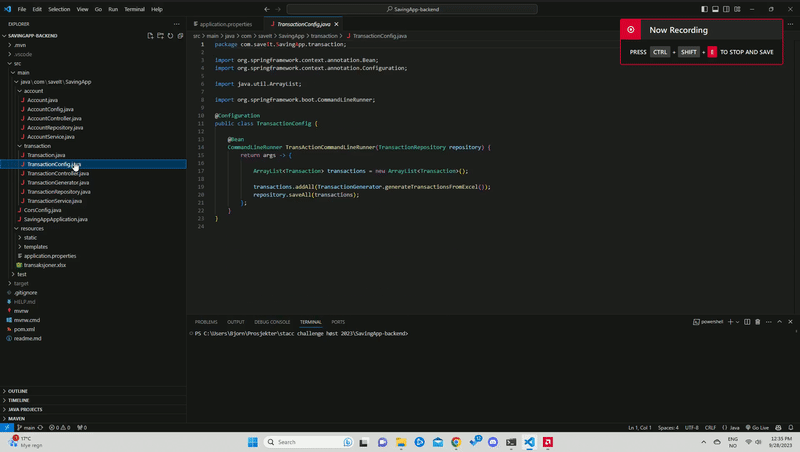 File Edit Selection View Go Run Terminal Help
SavingApp-backend
EXPLORER
SAVINGAPP-BACKEND
.mvn
.vscode
src
main
java \ com \ saveIt \ SavingApp
account
Account.java
AccountConfig.java
AccountController.java
AccountRepository.java
AccountService.java
transaction
Transaction.java
TransactionConfig.java
TransactionController.java
TransactionGenerator.java
TransactionRepository.java
TransactionService.java
CorsConfig.java
SavingAppApplication.java
resources
static
templates
application.properties
transaksjoner.xlsx
test
target
.gitignore
HELP.md
mvnw
mvnw.cmd
pom.xml
readme.md
OUTLINE
TIMELINE
JAVA PROJECTS
MAVEN
application.properties
TransactionConfig.java
src > main > java > com > saveIt > SavingApp > transaction > TransactionConfig.java
1 package com.saveIt.SavingApp.transaction;
2
3 import org.springframework.context.annotation.Bean;
4 import org.springframework.context.annotation.Configuration;
5
6 import java.util.ArrayList;
7
8 import org.springframework.boot.CommandLineRunner;
9
10 @Configuration
11 public class TransactionConfig {
12
13 @Bean
14 CommandLineRunner TransActionCommandLineRunner(TransactionRepository repository) {
15 return args -> {
16
17 ArrayList<Transaction> transactions = new ArrayList<Transaction>();
18
19 transactions.addAll(TransactionGenerator.generateTransactionsFromExcel());
20 repository.saveAll(transactions);
21 };
22 }
23 }
24
Now Recording
PRESS CTRL + SHIFT + E TO STOP AND SAVE
PROBLEMS OUTPUT DEBUG CONSOLE TERMINAL PORTS
powershell
PS C:\Users\Bjorn\Prosjekter\stacc challenge høst 2023\SavingApp-backend>
main 0 0 0
Ln 1, Col 1 Spaces: 4 UTF-8 CRLF {} Java Go Live
17°C
Mye regn
Search
12
ENG
NO
12:35 PM
9/28/2023